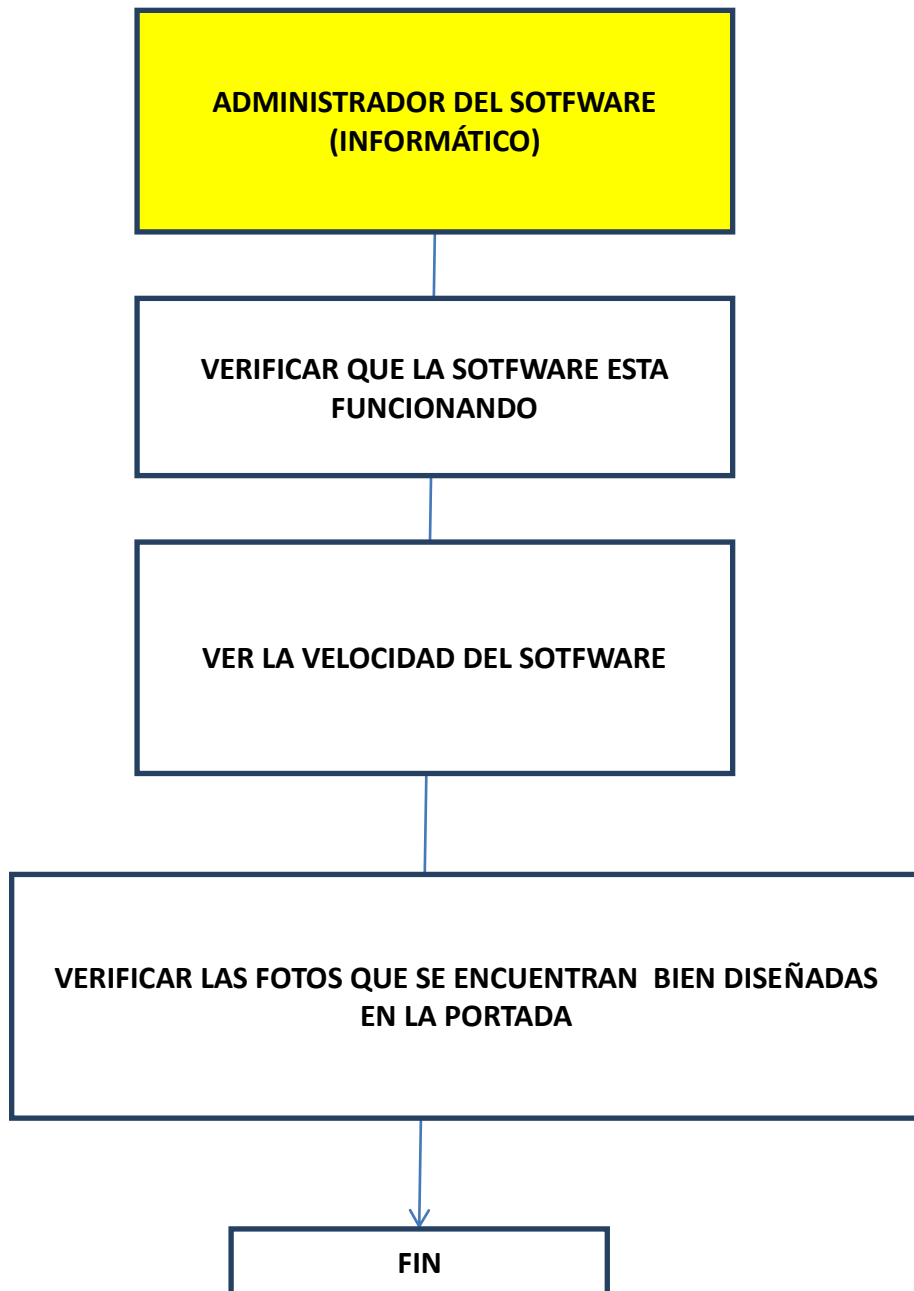 ADMINISTRADOR DEL SOTFWARE
(INFORMÁTICO)
VERIFICAR QUE LA SOTFWARE ESTA
FUNCIONANDO
VER LA VELOCIDAD DEL SOTFWARE
VERIFICAR LAS FOTOS QUE SE ENCUENTRAN  BIEN DISEÑADAS
EN LA PORTADA
FIN